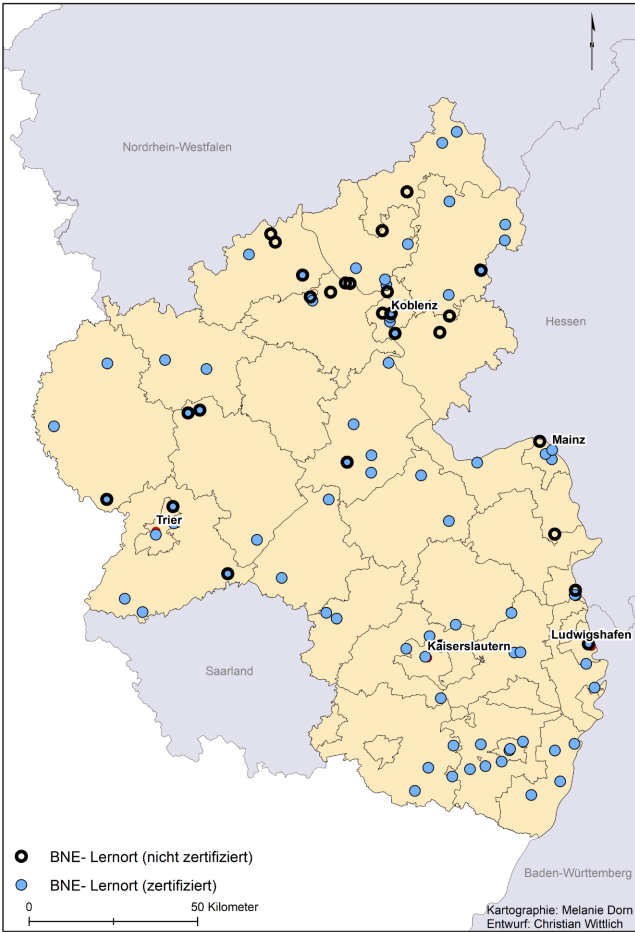 N
Nordrhein-Westfalen
Koblenz
Hessen
Mainz
Trier
Ludwigshafen
Kaiserslautern
Saarland
BNE- Lernort (nicht zertifiziert)
BNE- Lernort (zertifiziert)
Baden-Württemberg
0 50 Kilometer
Kartographie: Melanie Dorn
Entwurf: Christian Wittlich